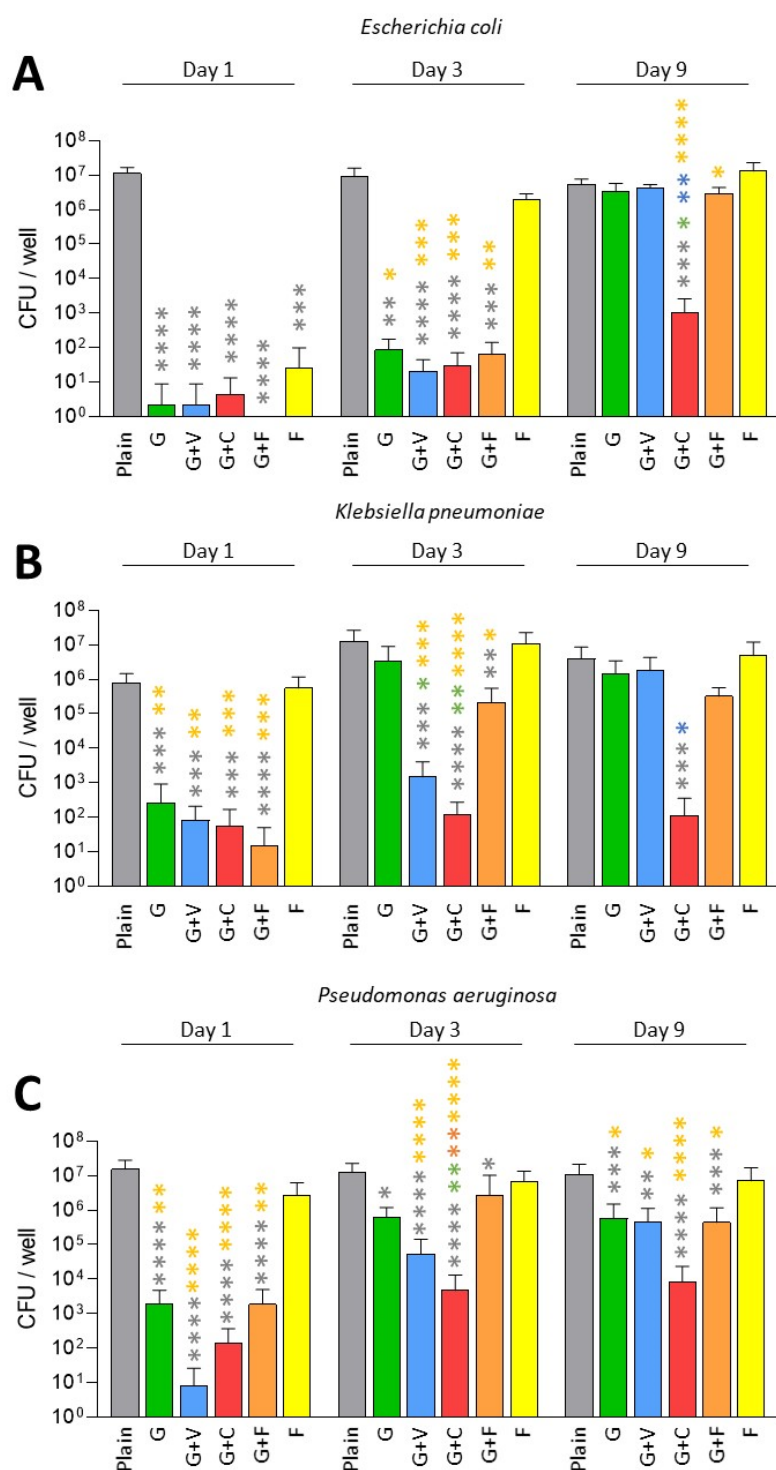 Escherichia coli
A
Day 1 Day 3 Day 9
CFU / well
10⁸
10⁷
10⁶
10⁵
10⁴
10³
10²
10¹
10⁰
**** **** **** **** ***
** * **** *** **** *** *** **
*** * ** **** *
Plain G G+V G+C G+F F Plain G G+V G+C G+F F Plain G G+V G+C G+F F
Klebsiella pneumoniae
B
Day 1 Day 3 Day 9
CFU / well
10⁸
10⁷
10⁶
10⁵
10⁴
10³
10²
10¹
10⁰
*** ** *** ** *** *** **** ***
*** * *** **** ** **** ** *
*** *
Plain G G+V G+C G+F F Plain G G+V G+C G+F F Plain G G+V G+C G+F F
Pseudomonas aeruginosa
C
Day 1 Day 3 Day 9
CFU / well
10⁸
10⁷
10⁶
10⁵
10⁴
10³
10²
10¹
10⁰
**** ** **** **** **** **** **** **
* **** **** **** ** ** **** *
*** * ** * **** **** *** *
Plain G G+V G+C G+F F Plain G G+V G+C G+F F Plain G G+V G+C G+F F